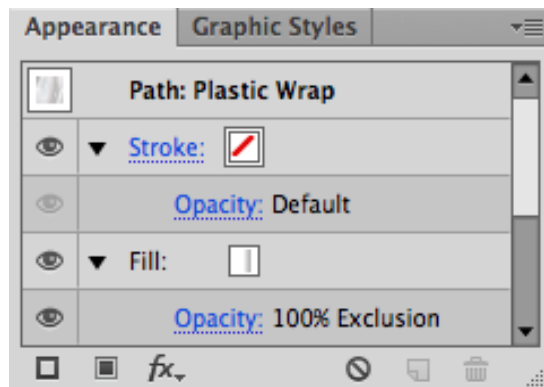 Appearance Graphic Styles
Path: Plastic Wrap
Stroke:
Opacity: Default
Fill:
Opacity: 100% Exclusion
fx